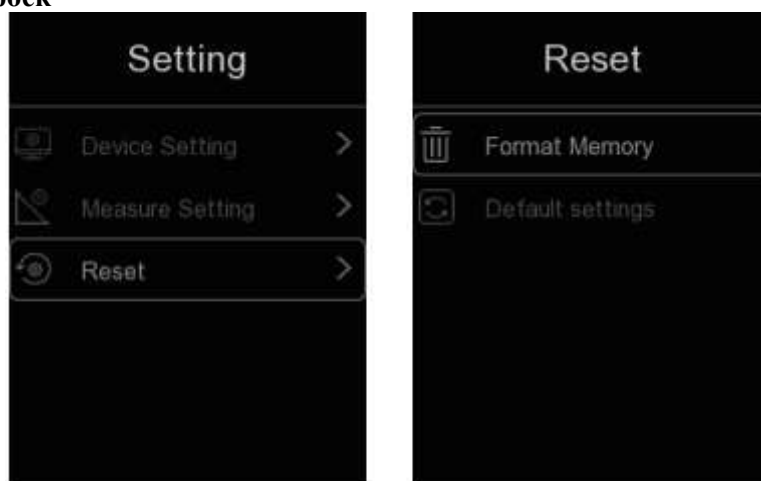 Setting
Device Setting
Measure Setting
Reset
Reset
Format Memory
Default settings